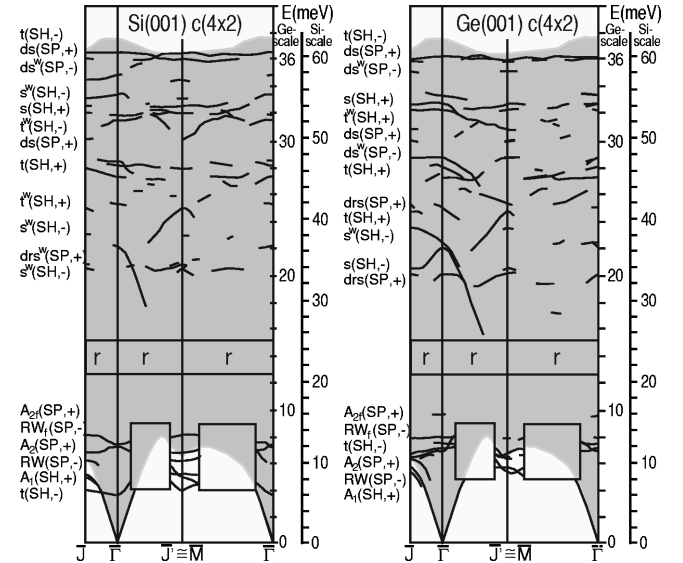 Si(001) c(4x2)
E(meV)
Ge-scale
Si-scale
t(SH,-)
ds(SP,+)
ds^w(SP,-)
s^w(SH,-)
s(SH,+)
t^w(SH,-)
ds(SP,+)
t(SH,+)
t^w(SH,+)
s^w(SH,-)
drs^w(SP,+)
s^w(SH,-)
r r r
A2f(SP,+)
RWf(SP,-)
A2(SP,+)
RW(SP,-)
A1(SH,+)
t(SH,-)
36
30
20
10
0
60
50
40
30
20
10
0
J̄ Γ̄ J̄'≅M̄ Γ̄
Ge(001) c(4x2)
E(meV)
Ge-scale
Si-scale
t(SH,-)
ds(SP,+)
ds^w(SP,-)
s(SH,+)
t^w(SH,+)
ds(SP,+)
ds^w(SP,-)
t(SH,+)
drs(SP,+)
t(SH,+)
s^w(SH,-)
s(SH,-)
drs(SP,+)
r r r
A2f(SP,+)
RWf(SP,-)
t(SH,-)
A2(SP,+)
RW(SP,-)
A1(SH,+)
36
30
20
10
0
60
50
40
30
20
10
0
J̄ Γ̄ J̄'≅M̄ Γ̄